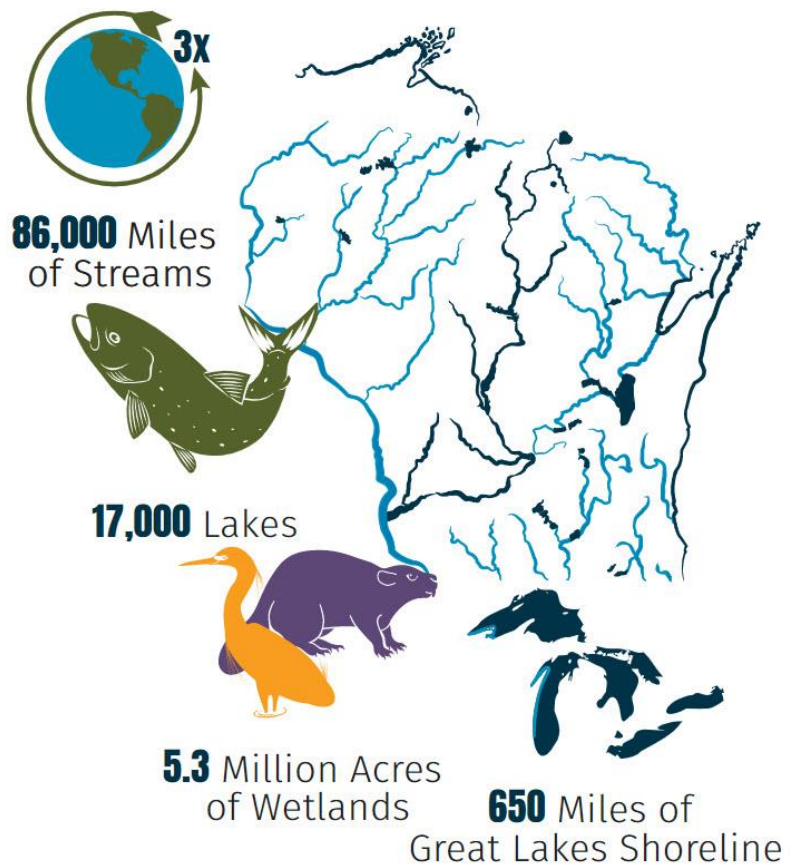 3x
86,000 Miles
of Streams
17,000 Lakes
5.3 Million Acres
of Wetlands
650 Miles of
Great Lakes Shoreline